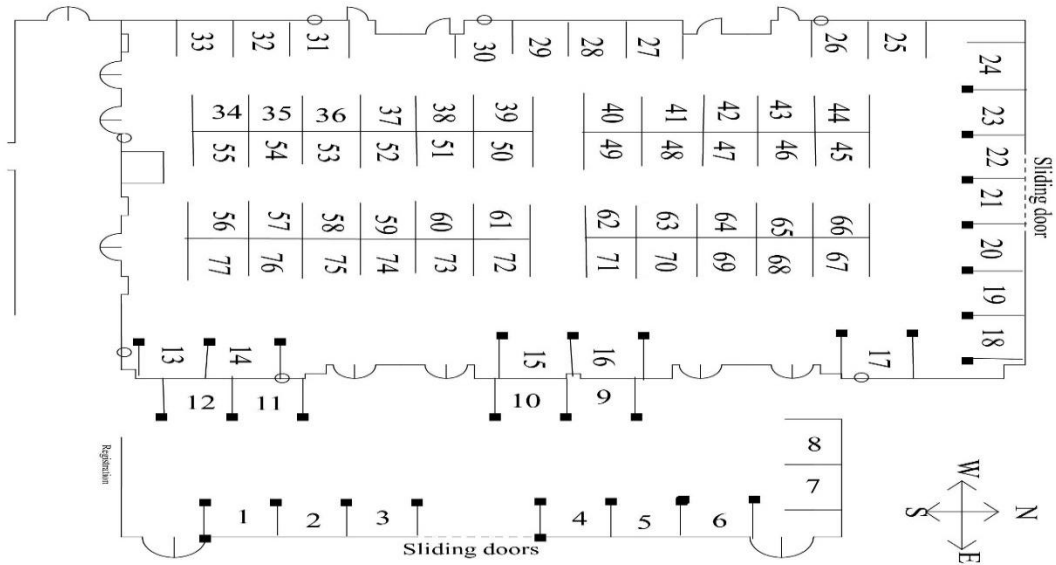 33 32 31 30 29 28 27 26 25
24
34 35 36 37 38 39 40 41 42 43 44
23
55 54 53 52 51 50 49 48 47 46 45
22
Sliding door
21
56 57 58 59 60 61 62 63 64 65 66
20
77 76 75 74 73 72 71 70 69 68 67
19
13 14 15 16 17 18
12 11 10 9
8
Registration
7
1 2 3 4 5 6
Sliding doors
W
S N
E